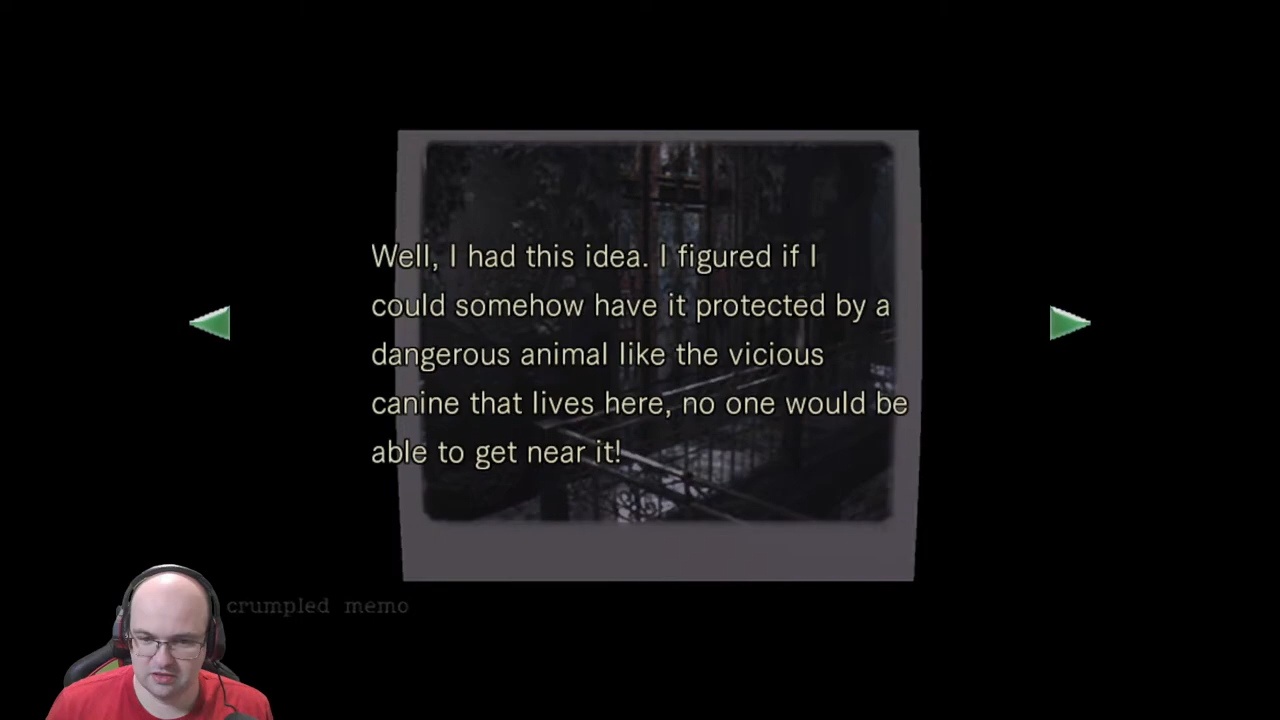 Well, I had this idea. I figured if I
could somehow have it protected by a
dangerous animal like the vicious
canine that lives here, no one would be
able to get near it!
crumpled memo